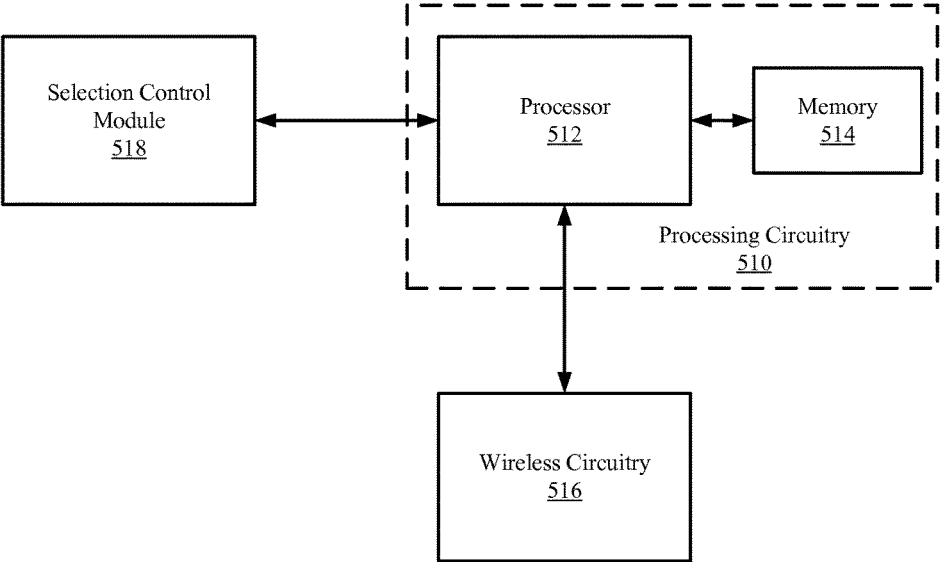 Selection Control
Module
518
Processor
512
Memory
514
Processing Circuitry
510
Wireless Circuitry
516